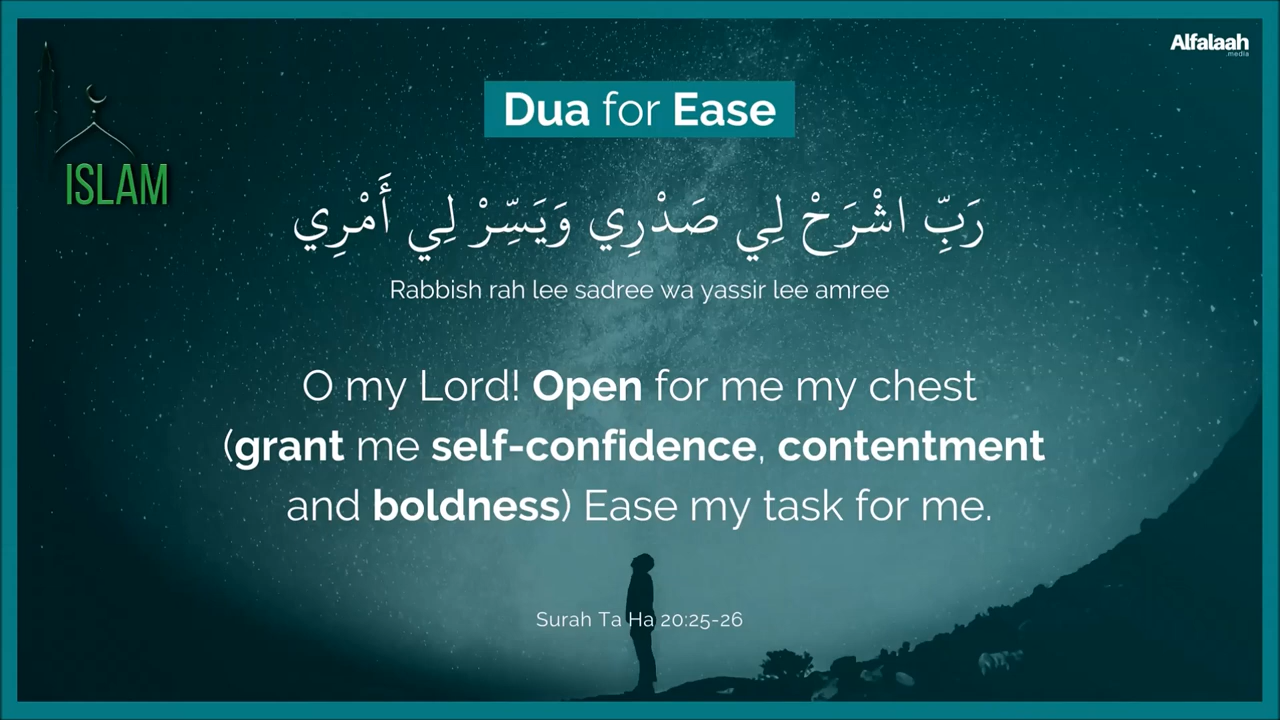 Alfalaah
media
ISLAM
Dua for Ease
رَبِّ اشْرَحْ لِي صَدْرِي وَيَسِّرْ لِي أَمْرِي
Rabbish rah lee sadree wa yassir lee amree
O my Lord! Open for me my chest
(grant me self-confidence, contentment
and boldness) Ease my task for me.
Surah Ta Ha 20:25-26